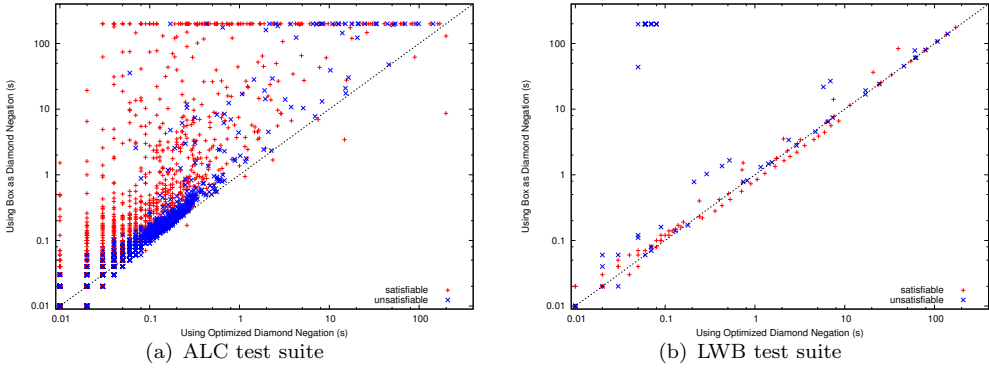 Using Box as Diamond Negation (s)
100
10
1
0.1
0.01
0.01
0.1
1
10
100
satisfiable
unsatisfiable
Using Optimized Diamond Negation (s)
(a) ALC test suite
Using Box as Diamond Negation (s)
100
10
1
0.1
0.01
0.01
0.1
1
10
100
satisfiable
unsatisfiable
Using Optimized Diamond Negation (s)
(b) LWB test suite